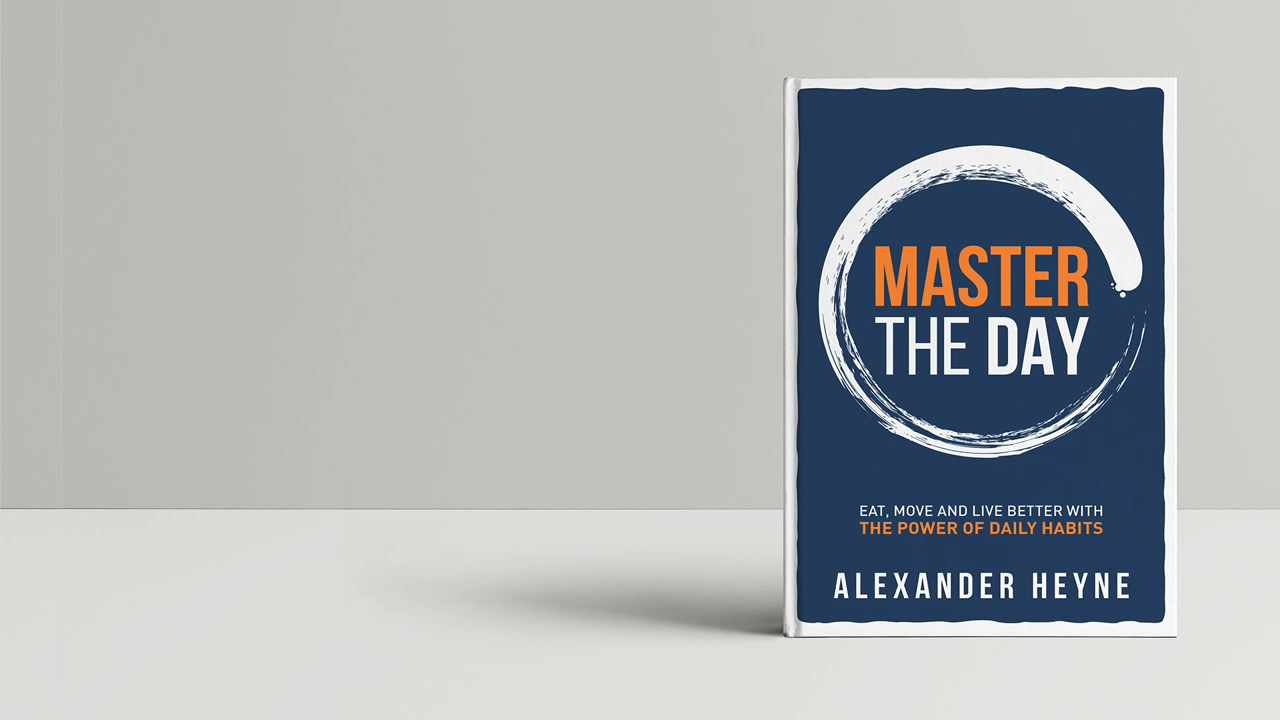 MASTER
THE DAY
EAT, MOVE AND LIVE BETTER WITH
THE POWER OF DAILY HABITS
ALEXANDER HEYNE